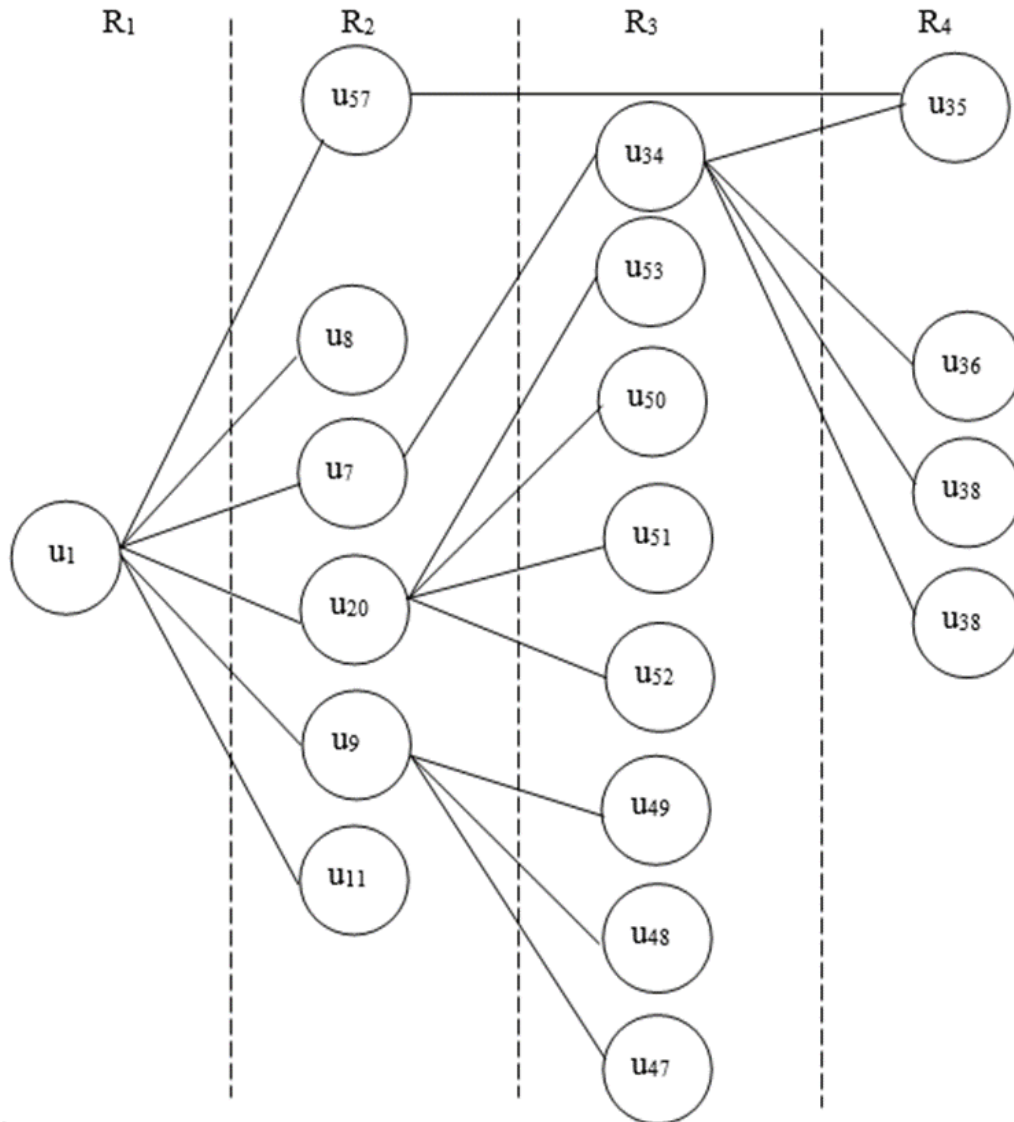 R₁ R₂ R₃ R₄
u₅₇
u₃₅
u₃₄
u₅₃
u₈
u₃₆
u₅₀
u₇
u₃₈
u₅₁
u₁
u₂₀
u₃₈
u₅₂
u₉
u₄₉
u₁₁
u₄₈
u₄₇